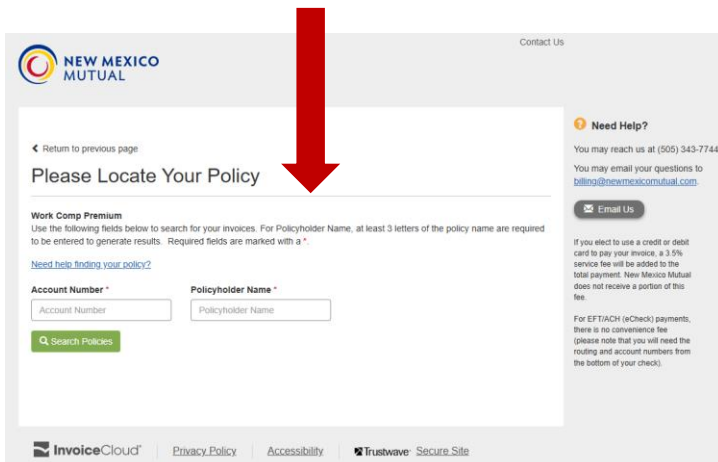 Contact Us
NEW MEXICO
MUTUAL
Return to previous page
Please Locate Your Policy
Work Comp Premium
Use the following fields below to search for your invoices. For Policyholder Name, at least 3 letters of the policy name are required
to be entered to generate results. Required fields are marked with a *.
Need help finding your policy?
Account Number * Policyholder Name *
Account Number Policyholder Name
Search Policies
Need Help?
You may reach us at (505) 343-7744
You may email your questions to
billing@newmexicomutual.com.
Email Us
If you elect to use a credit or debit
card to pay your invoice, a 3.5%
service fee will be added to the
total payment. New Mexico Mutual
does not receive a portion of this
fee.
For EFT/ACH (eCheck) payments,
there is no convenience fee
(please note that you will need the
routing and account numbers from
the bottom of your check).
InvoiceCloud® Privacy Policy Accessibility Trustwave® Secure Site